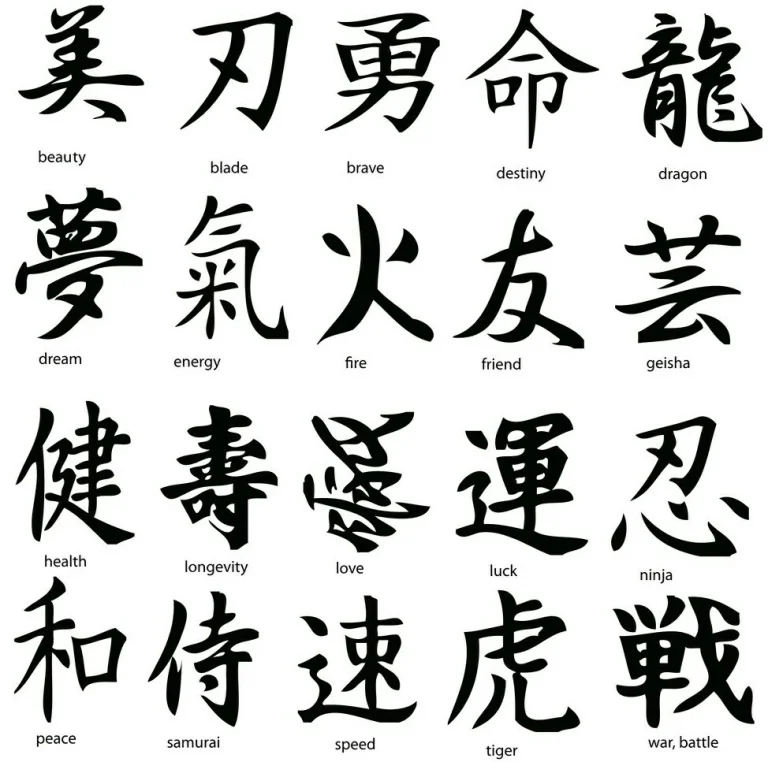 美 刃 勇 命 龍
beauty blade brave destiny dragon
夢 氣 火 友 芸
dream energy fire friend geisha
健 壽 愛 運 忍
health longevity love luck ninja
和 侍 速 虎 戦
peace samurai speed tiger war, battle